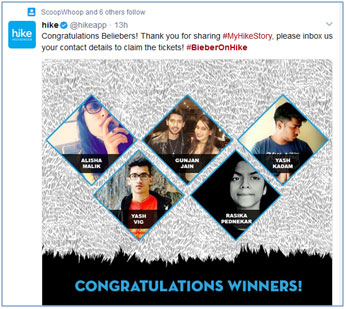 ScoopWhoop and 6 others follow
hike @hikeapp · 13h
hike
Congratulations Beliebers! Thank you for sharing #MyHikeStory, please inbox us
your contact details to claim the tickets! #BieberOnHike
ALISHA
MALIK
GUNJAN
JAIN
YASH
KADAM
YASH
VIG
RASIKA
PEDNEKAR
CONGRATULATIONS WINNERS!